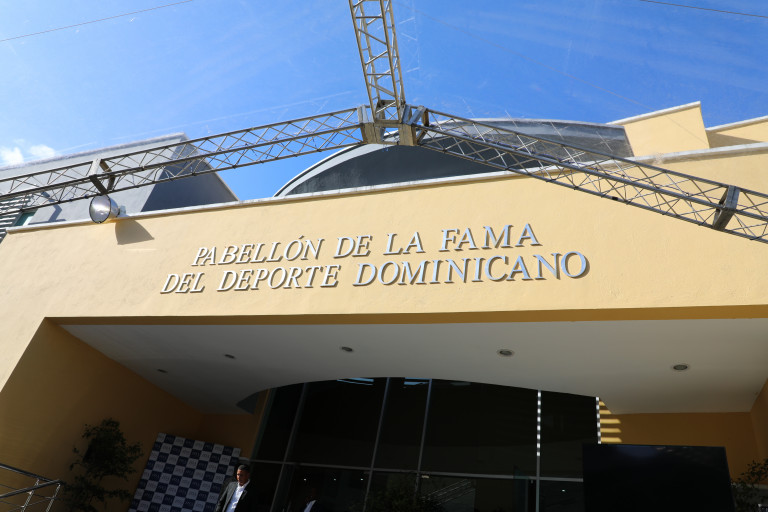 PABELLÓN DE LA FAMA
DEL DEPORTE DOMINICANO